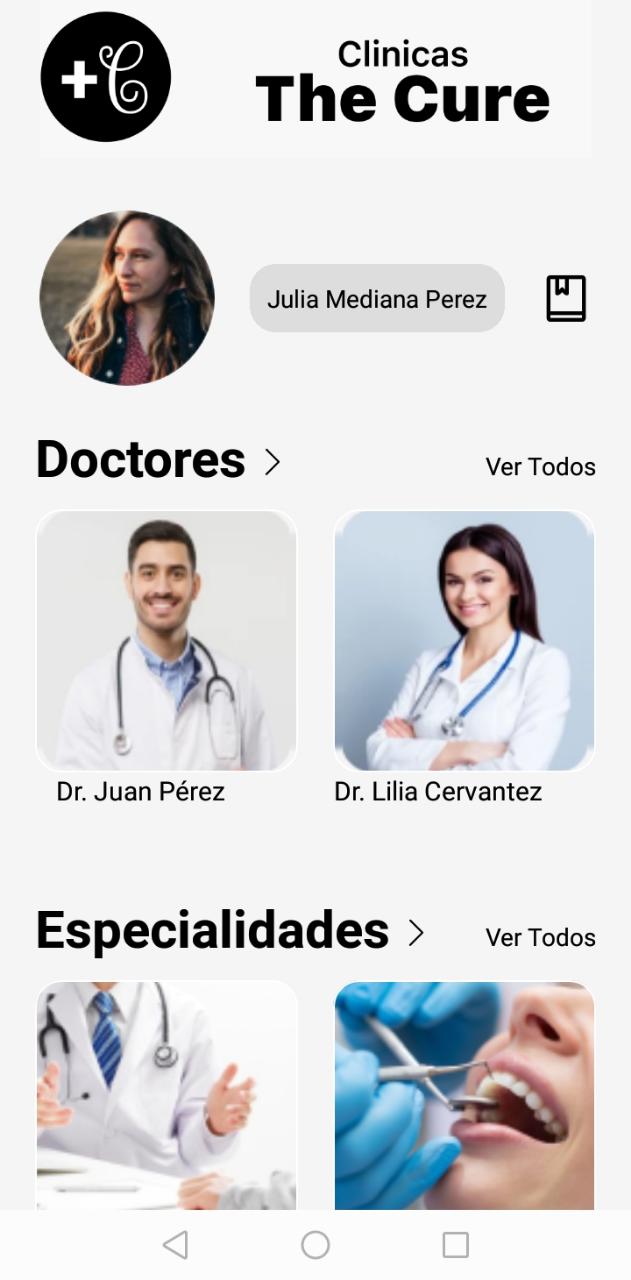 +C
Clinicas
The Cure
Julia Mediana Perez
Doctores
Ver Todos
Dr. Juan Pérez
Dr. Lilia Cervantez
Especialidades
Ver Todos